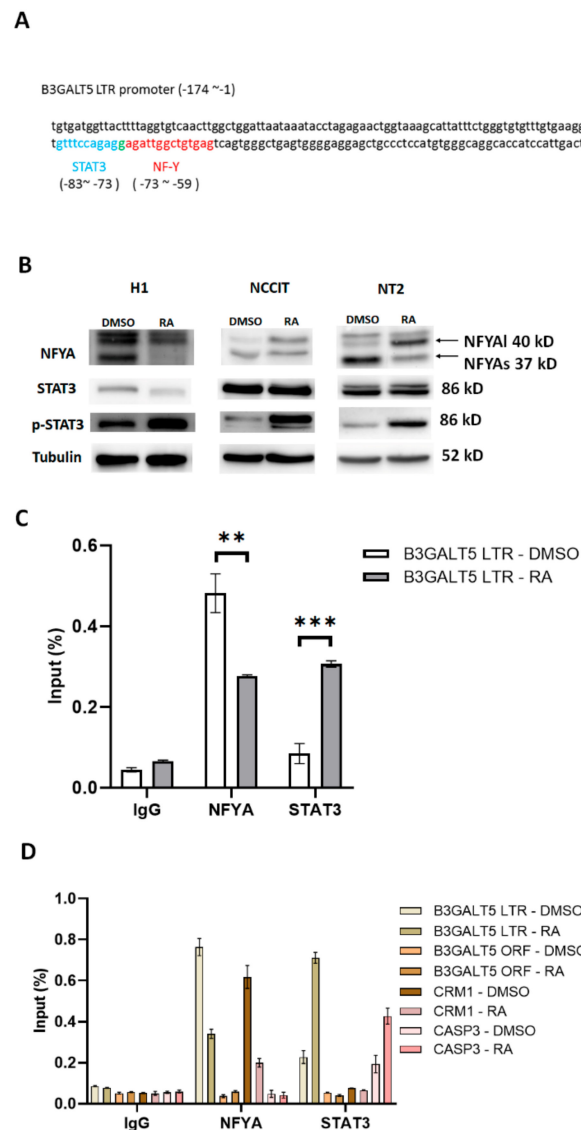 A
B3GALT5 LTR promoter (-174 ~-1)
tgtgatggttacttttaggtgtcaacttggctggattaataaatacctagagaactggtaaagcattatttctgggtgtgtttgtgaagg
tgtttccagaggagattggctgtgagtcagtgggctgagtggggaggagctgccctccatgtgggcaggcaccatccattgact
STAT3 NF-Y
(-83~ -73) ( -73 ~ -59)
B
H1 NCCIT NT2
DMSO RA DMSO RA DMSO RA
NFYA NFYAl 40 kD
NFYAs 37 kD
STAT3 86 kD
p-STAT3 86 kD
Tubulin 52 kD
C
B3GALT5 LTR - DMSO
B3GALT5 LTR - RA
** ***
Input (%)
0.6
0.4
0.2
0.0
IgG NFYA STAT3
D
B3GALT5 LTR - DMSO
B3GALT5 LTR - RA
B3GALT5 ORF - DMSO
B3GALT5 ORF - RA
CRM1 - DMSO
CRM1 - RA
CASP3 - DMSO
CASP3 - RA
Input (%)
1.0
0.8
0.6
0.4
0.2
0.0
IgG NFYA STAT3